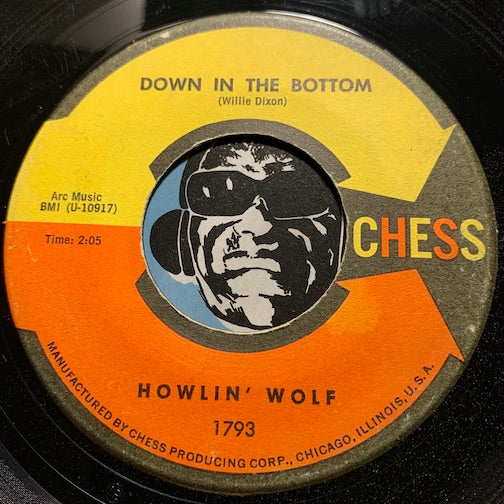 DOWN IN THE BOTTOM
(Willie Dixon)
Arc Music
BMI (U-10917)
Time: 2:05
CHESS
HOWLIN' WOLF
1793
MANUFACTURED BY CHESS PRODUCING CORP., CHICAGO, ILLINOIS, U.S.A.